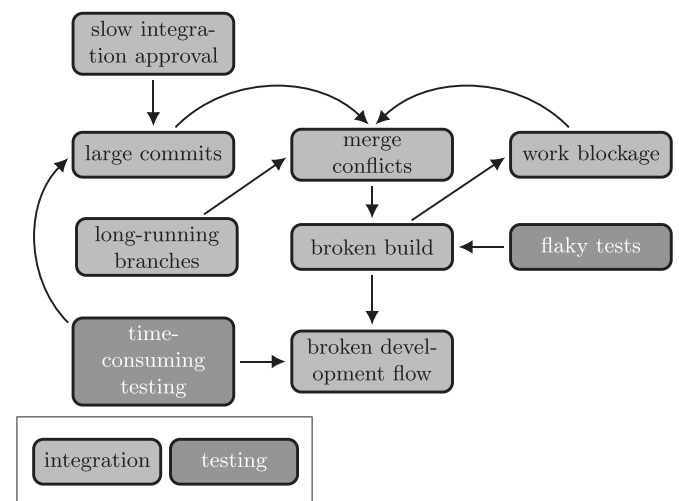 slow integra-
tion approval
large commits
merge
conflicts
work blockage
long-running
branches
broken build
flaky tests
time-
consuming
testing
broken devel-
opment flow
integration
testing